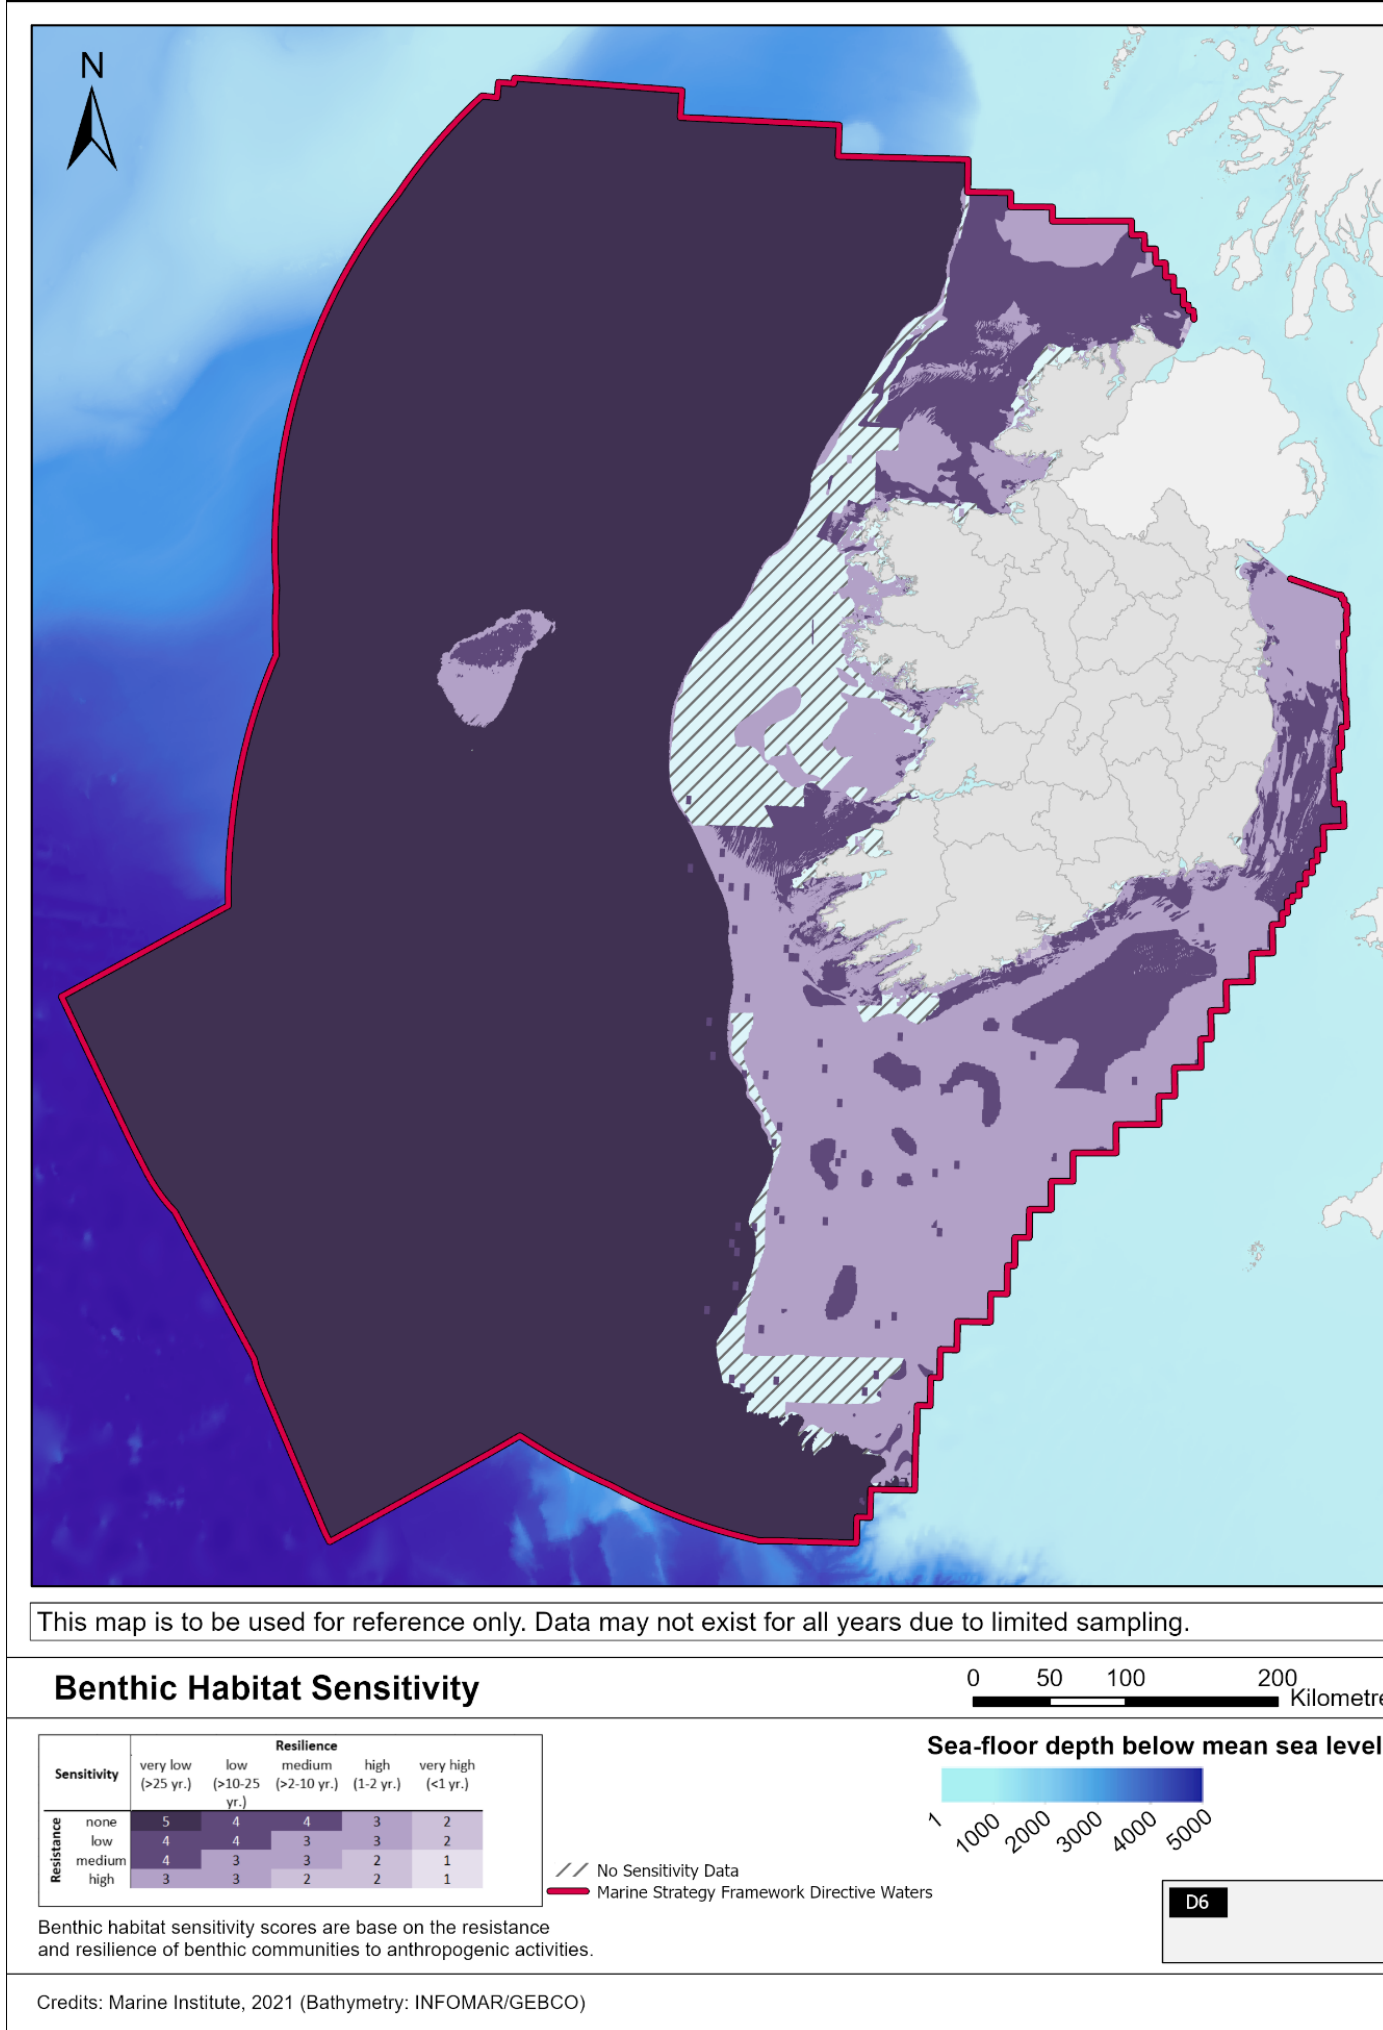 N
This map is to be used for reference only. Data may not exist for all years due to limited sampling.
Benthic Habitat Sensitivity
0 50 100 200
Kilometre
Resilience
Sensitivity
very low (>25 yr.)
low (>10-25 yr.)
medium (>2-10 yr.)
high (1-2 yr.)
very high (<1 yr.)
Resistance
none 5 4 4 3 2
low 4 4 3 3 2
medium 4 3 3 2 1
high 3 3 2 2 1
No Sensitivity Data
Marine Strategy Framework Directive Waters
Sea-floor depth below mean sea level
1 1000 2000 3000 4000 5000
D6
Benthic habitat sensitivity scores are base on the resistance
and resilience of benthic communities to anthropogenic activities.
Credits: Marine Institute, 2021 (Bathymetry: INFOMAR/GEBCO)